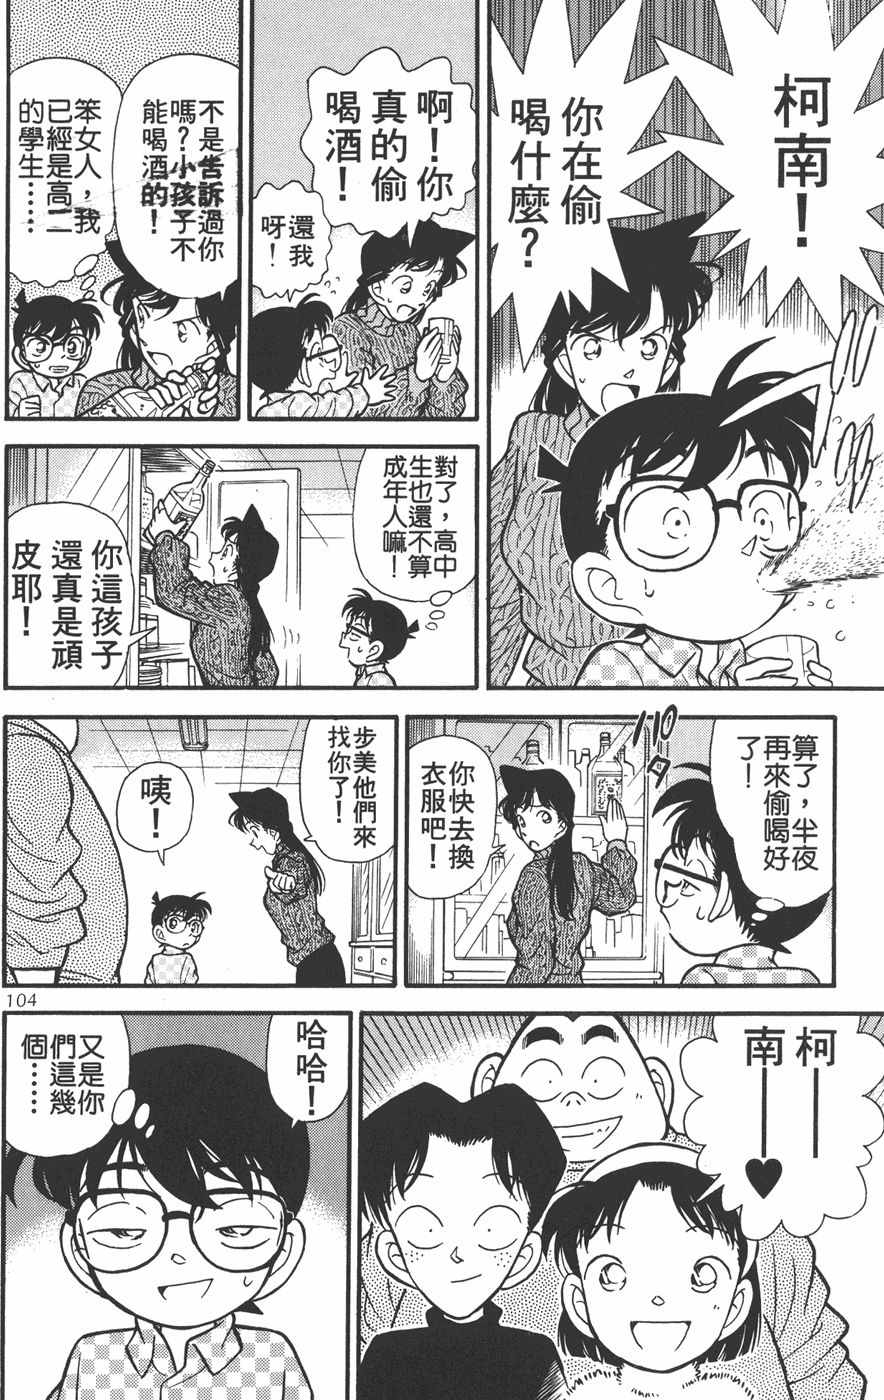 柯南！
你在偷
喝什麼？
啊！你
真的偷
喝酒！
還我
呀！
不是告訴過你
嗎？小孩子不
能喝酒的！
笨女人，我
已經是高二
的學生……
對了，高中
生也還不算
成年人嘛！
你這孩子
還真是頑
皮耶！
算了，半夜
再來偷喝好
了！
你快去換
衣服吧！
步美他們來
找你了！
咦！
104
柯——
南——♥
哈哈！
又是你
們這幾
個……